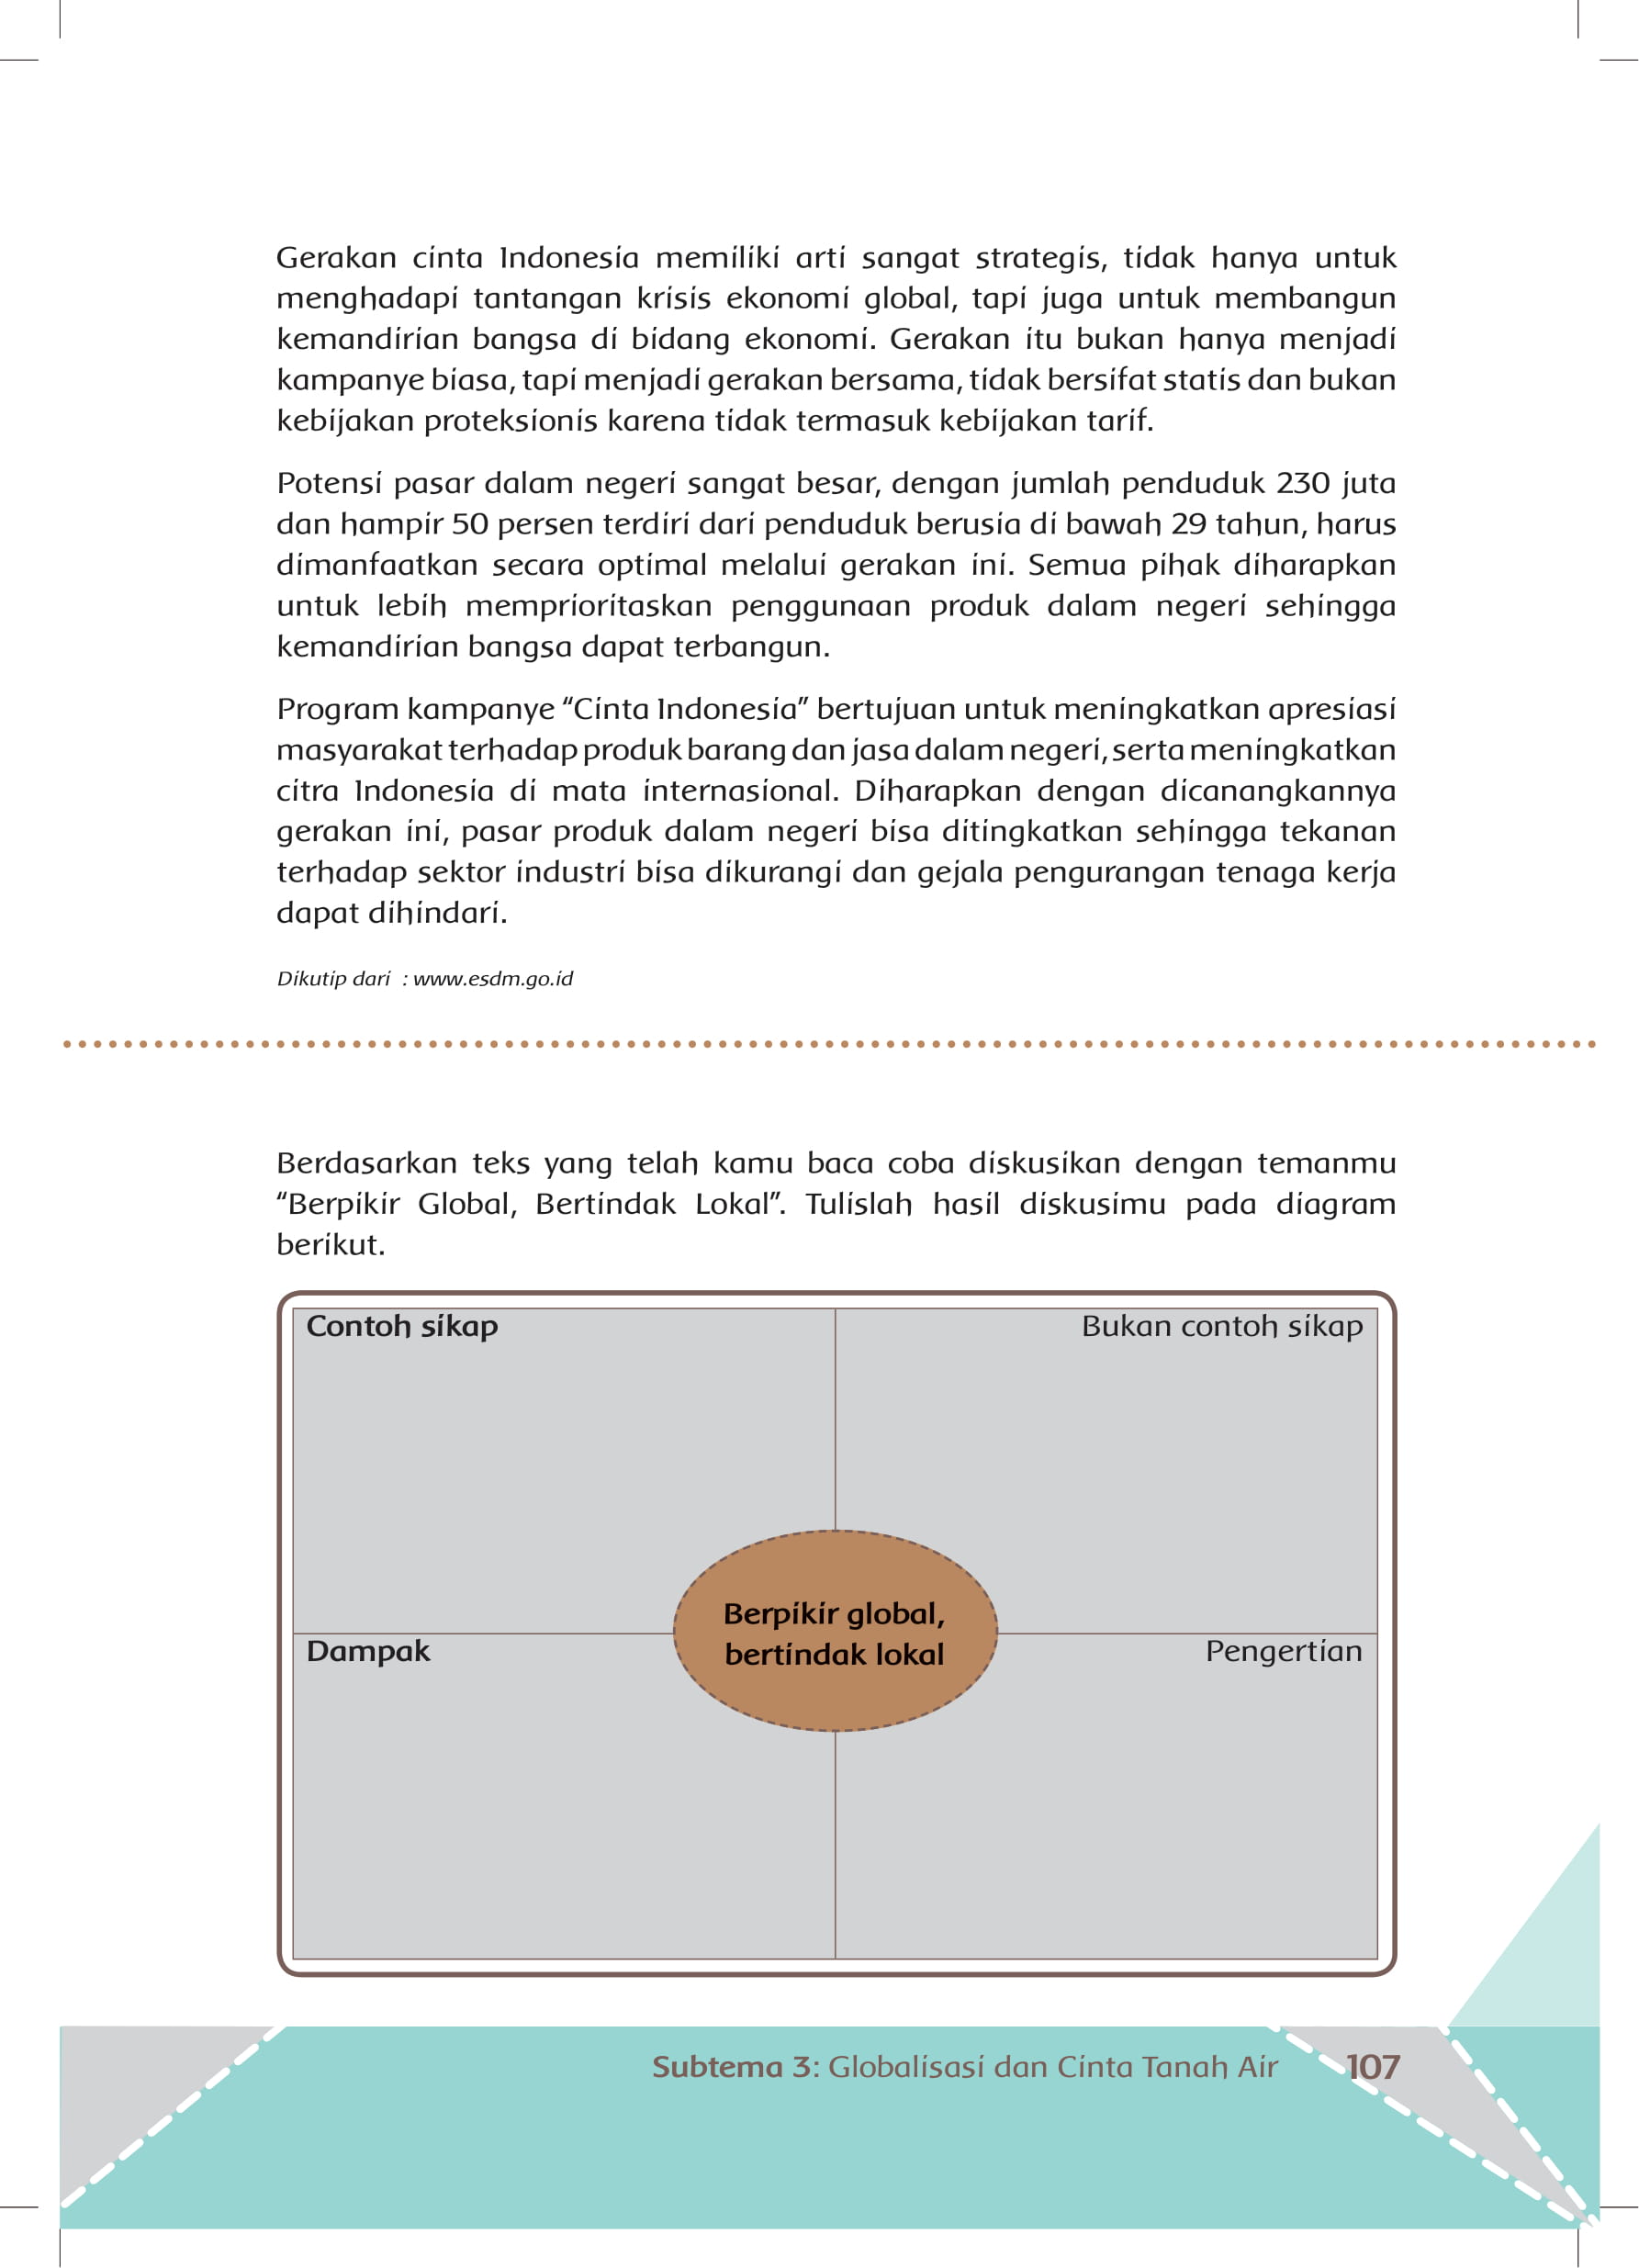 Gerakan cinta Indonesia memiliki arti sangat strategis, tidak hanya untuk
menghadapi tantangan krisis ekonomi global, tapi juga untuk membangun
kemandirian bangsa di bidang ekonomi. Gerakan itu bukan hanya menjadi
kampanye biasa, tapi menjadi gerakan bersama, tidak bersifat statis dan bukan
kebijakan proteksionis karena tidak termasuk kebijakan tarif.
Potensi pasar dalam negeri sangat besar, dengan jumlah penduduk 230 juta
dan hampir 50 persen terdiri dari penduduk berusia di bawah 29 tahun, harus
dimanfaatkan secara optimal melalui gerakan ini. Semua pihak diharapkan
untuk lebih memprioritaskan penggunaan produk dalam negeri sehingga
kemandirian bangsa dapat terbangun.
Program kampanye “Cinta Indonesia” bertujuan untuk meningkatkan apresiasi
masyarakat terhadap produk barang dan jasa dalam negeri, serta meningkatkan
citra Indonesia di mata internasional. Diharapkan dengan dicanangkannya
gerakan ini, pasar produk dalam negeri bisa ditingkatkan sehingga tekanan
terhadap sektor industri bisa dikurangi dan gejala pengurangan tenaga kerja
dapat dihindari.
Dikutip dari : www.esdm.go.id
Berdasarkan teks yang telah kamu baca coba diskusikan dengan temanmu
“Berpikir Global, Bertindak Lokal”. Tulislah hasil diskusimu pada diagram
berikut.
Contoh sikap
Bukan contoh sikap
Berpikir global,
bertindak lokal
Dampak
Pengertian
Subtema 3: Globalisasi dan Cinta Tanah Air
107